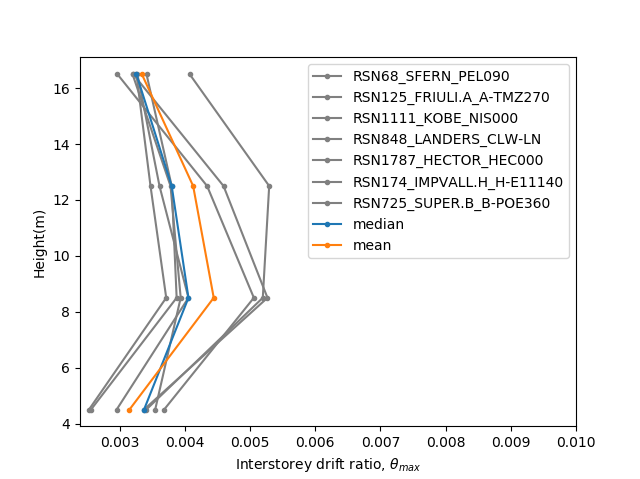 RSN68_SFERN_PEL090
RSN125_FRIULI.A_A-TMZ270
RSN1111_KOBE_NIS000
RSN848_LANDERS_CLW-LN
RSN1787_HECTOR_HEC000
RSN174_IMPVALL.H_H-E11140
RSN725_SUPER.B_B-POE360
median
mean
Height(m)
16
14
12
10
8
6
4
0.003 0.004 0.005 0.006 0.007 0.008 0.009 0.010
Interstorey drift ratio, θmax